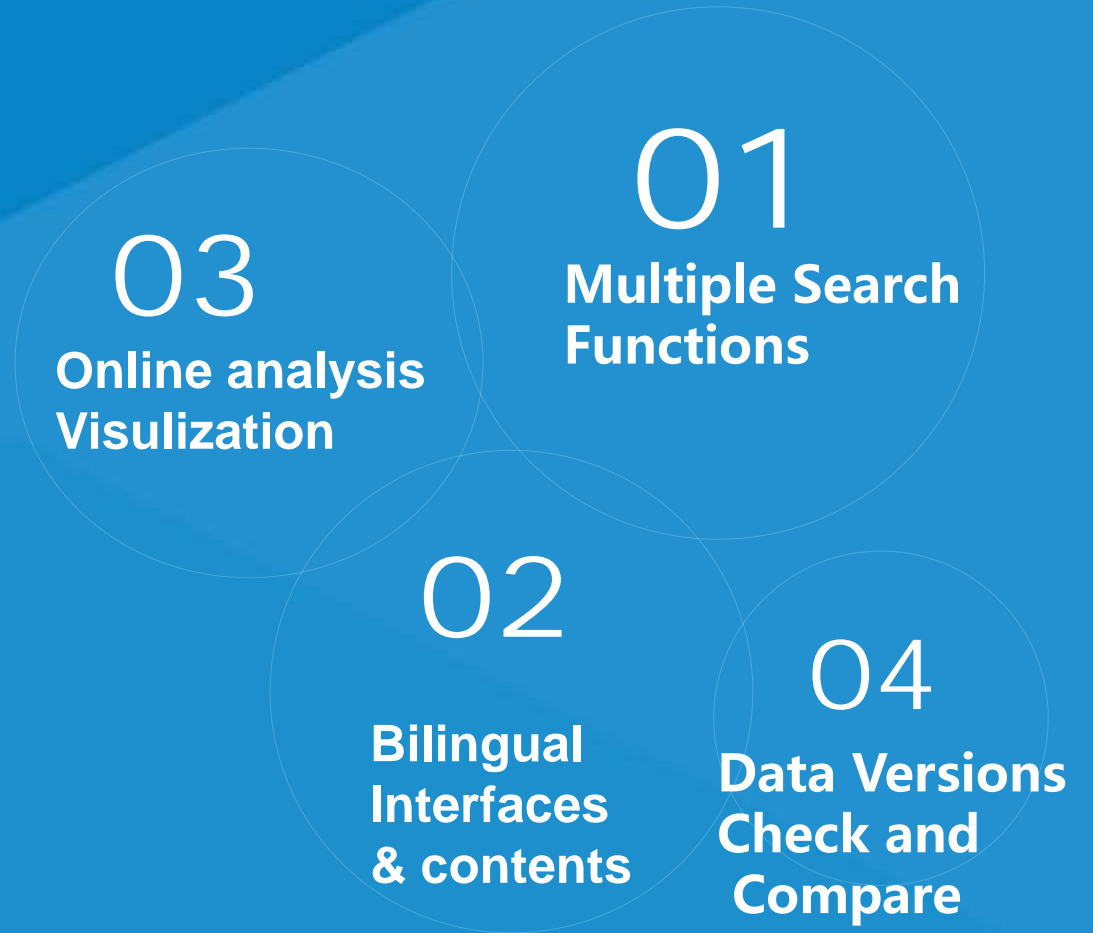 01
Multiple Search
Functions
03
Online analysis
Visulization
02
Bilingual
Interfaces
& contents
04
Data Versions
Check and
Compare